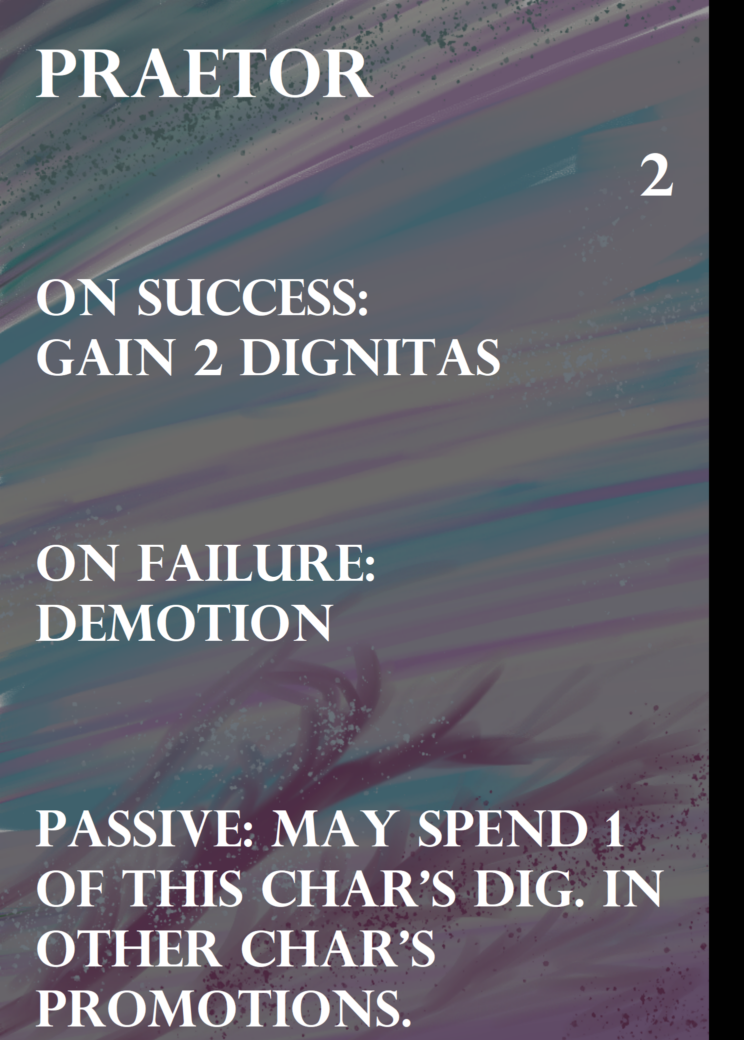 PRAETOR
2
ON SUCCESS:
GAIN 2 DIGNITAS
ON FAILURE:
DEMOTION
PASSIVE: MAY SPEND 1
OF THIS CHAR’S DIG. IN
OTHER CHAR’S
PROMOTIONS.